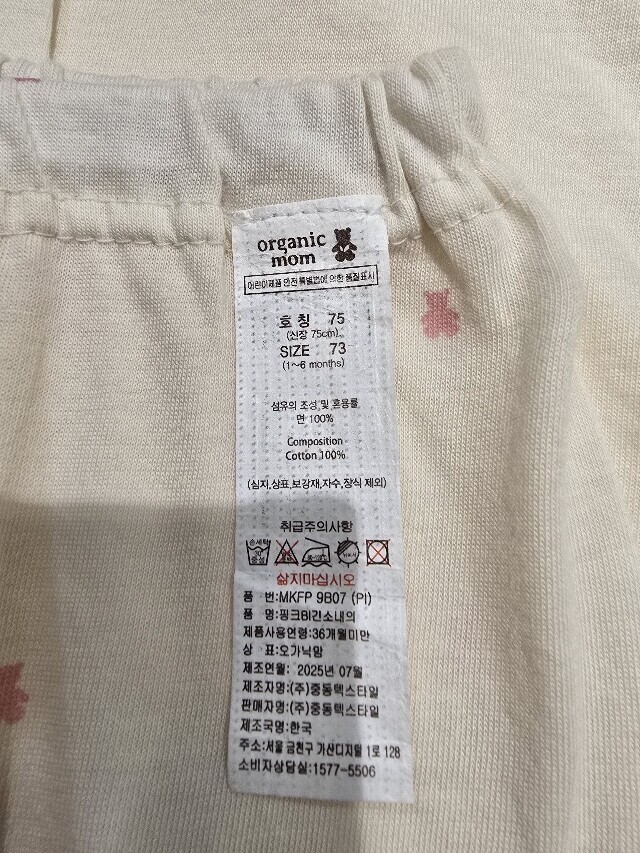 organic
mom
어린이제품 안전 특별법에 의한 품질표시
호 칭 75
(신장 75cm)
SIZE 73
(1~6 months)
섬유의 조성 및 혼용률
면 100%
Composition
Cotton 100%
(심지,상표,보강재,자수,장식 제외)
취급주의사항
손세탁
30
중성
삶지마십시오
품 번:MKFP 9B07 (PI)
품 명:핑크BI긴소내의
제품사용연령:36개월미만
상 표:오가닉맘
제조연월: 2025년 07월
제조자명:(주)중동텍스타일
판매자명:(주)중동텍스타일
제조국명:한국
주소:서울 금천구 가산디지털 1로 128
소비자상담실:1577-5506